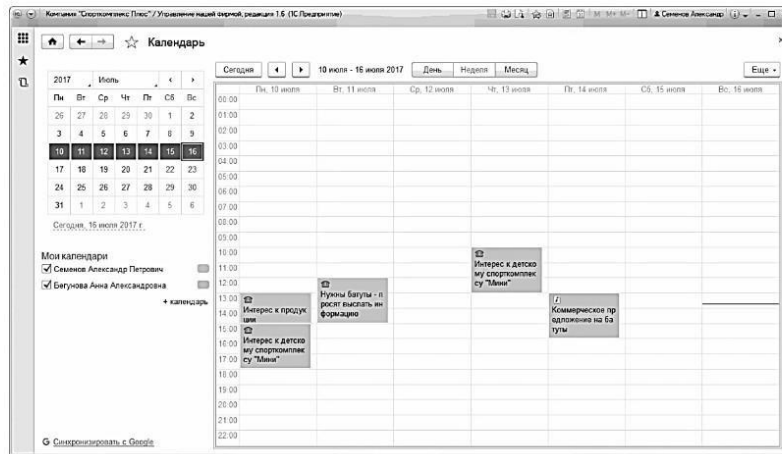 Компания "Спорткомплекс Плюс" / Управление нашей фирмой, редакция 1.6 (1С:Предприятие)
M M+ M-
Семенов Александр
Календарь
2017 Июль
Пн Вт Ср Чт Пт Сб Вс
26 27 28 29 30 1 2
3 4 5 6 7 8 9
10 11 12 13 14 15 16
17 18 19 20 21 22 23
24 25 26 27 28 29 30
31 1 2 3 4 5 6
Сегодня, 16 июля 2017 г.
Мои календари
Семенов Александр Петрович
Бегунова Анна Александровна
+ календарь
G Синхронизировать с Google
Сегодня 10 июля - 16 июля 2017 День Неделя Месяц Еще
Пн, 10 июля Вт, 11 июля Ср, 12 июля Чт, 13 июля Пт, 14 июля Сб, 15 июля Вс, 16 июля
00:00
01:00
02:00
03:00
04:00
05:00
06:00
07:00
08:00
09:00
10:00
11:00
12:00
13:00
14:00
15:00
16:00
17:00
18:00
19:00
20:00
21:00
22:00
Интерес к продук
ции
Интерес к детско
му спорткомплек
су "Мини"
Нужны батуты - п
росят выслать ин
формацию
Интерес к детско
му спорткомплек
су "Мини"
Коммерческое пр
едложение на ба
туты